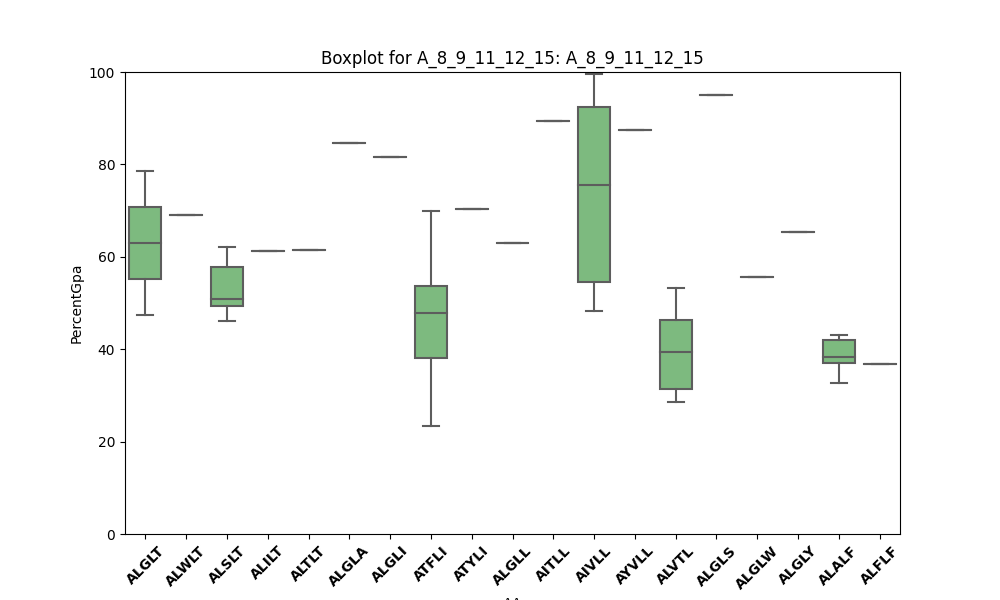 Boxplot for A_8_9_11_12_15: A_8_9_11_12_15
100
80
60
40
20
0
PercentGpa
ALGLT ALWLT ALSLT ALILT ALTLT ALGLA ALGLI ATFLI ATYLI ALGLL AITLL AIVLL AYVLL ALVTL ALGLS ALGLW ALGLY ALALF ALFLF